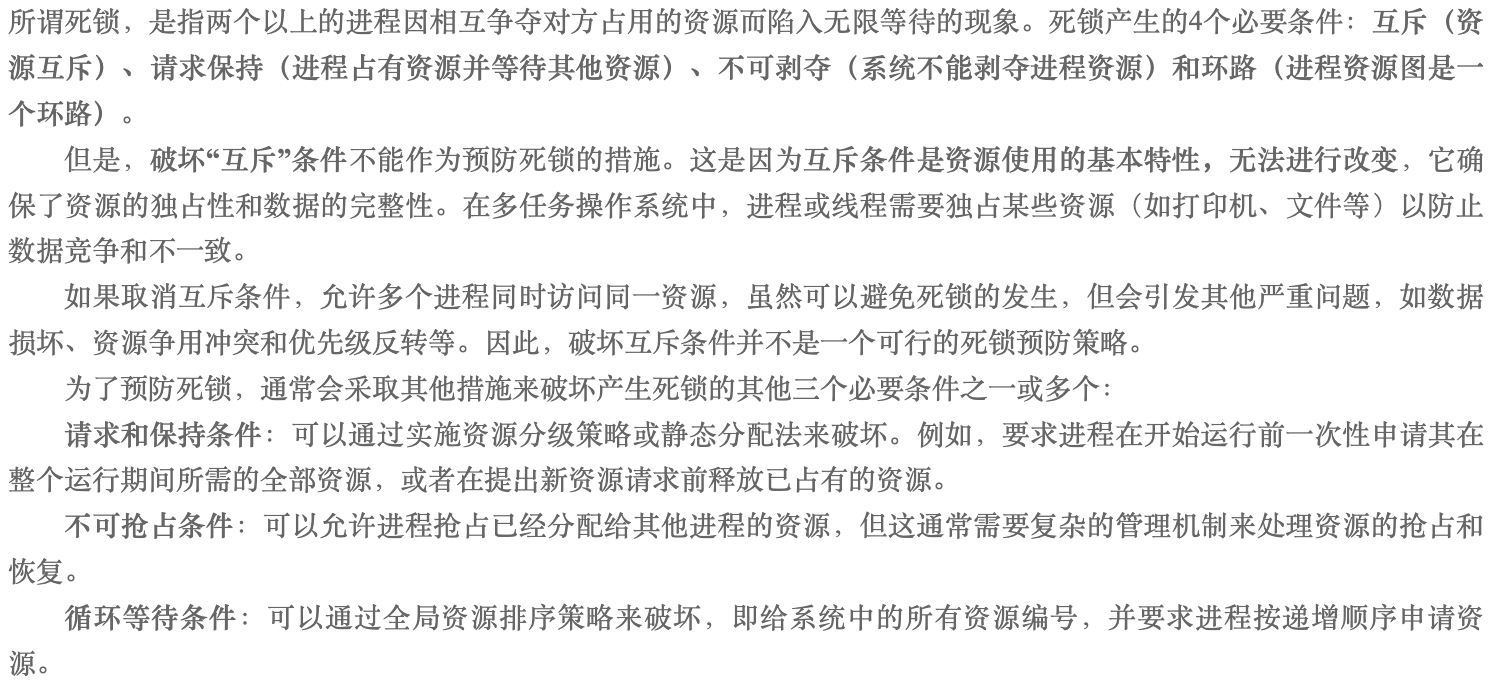 所谓死锁，是指两个以上的进程因相互争夺对方占用的资源而陷入无限等待的现象。死锁产生的4个必要条件：互斥（资
源互斥）、请求保持（进程占有资源并等待其他资源）、不可剥夺（系统不能剥夺进程资源）和环路（进程资源图是一
个环路）。
但是，破坏“互斥”条件不能作为预防死锁的措施。这是因为互斥条件是资源使用的基本特性，无法进行改变，它确
保了资源的独占性和数据的完整性。在多任务操作系统中，进程或线程需要独占某些资源（如打印机、文件等）以防止
数据竞争和不一致。
如果取消互斥条件，允许多个进程同时访问同一资源，虽然可以避免死锁的发生，但会引发其他严重问题，如数据
损坏、资源争用冲突和优先级反转等。因此，破坏互斥条件并不是一个可行的死锁预防策略。
为了预防死锁，通常会采取其他措施来破坏产生死锁的其他三个必要条件之一或多个：
请求和保持条件：可以通过实施资源分级策略或静态分配法来破坏。例如，要求进程在开始运行前一次性申请其在
整个运行期间所需的全部资源，或者在提出新资源请求前释放已占有的资源。
不可抢占条件：可以允许进程抢占已经分配给其他进程的资源，但这通常需要复杂的管理机制来处理资源的抢占和
恢复。
循环等待条件：可以通过全局资源排序策略来破坏，即给系统中的所有资源编号，并要求进程按递增顺序申请资
源。